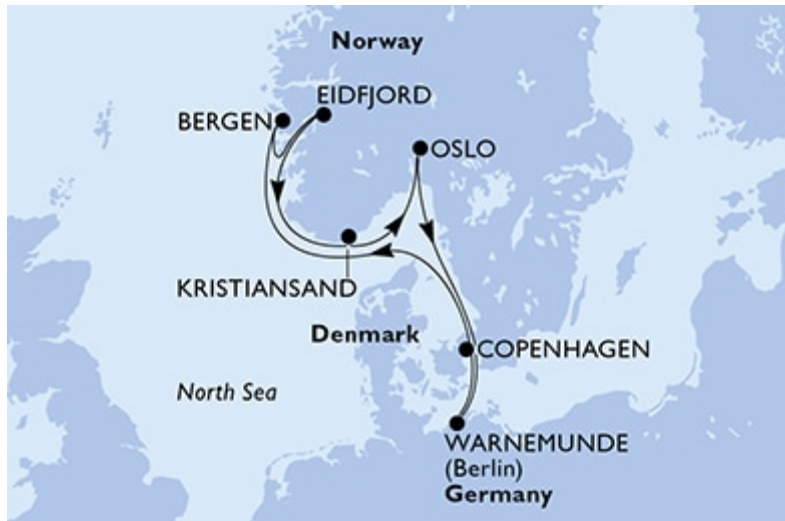 Norway
EIDFJORD
BERGEN
OSLO
KRISTIANSAND
Denmark
COPENHAGEN
North Sea
WARNEMUNDE
(Berlin)
Germany